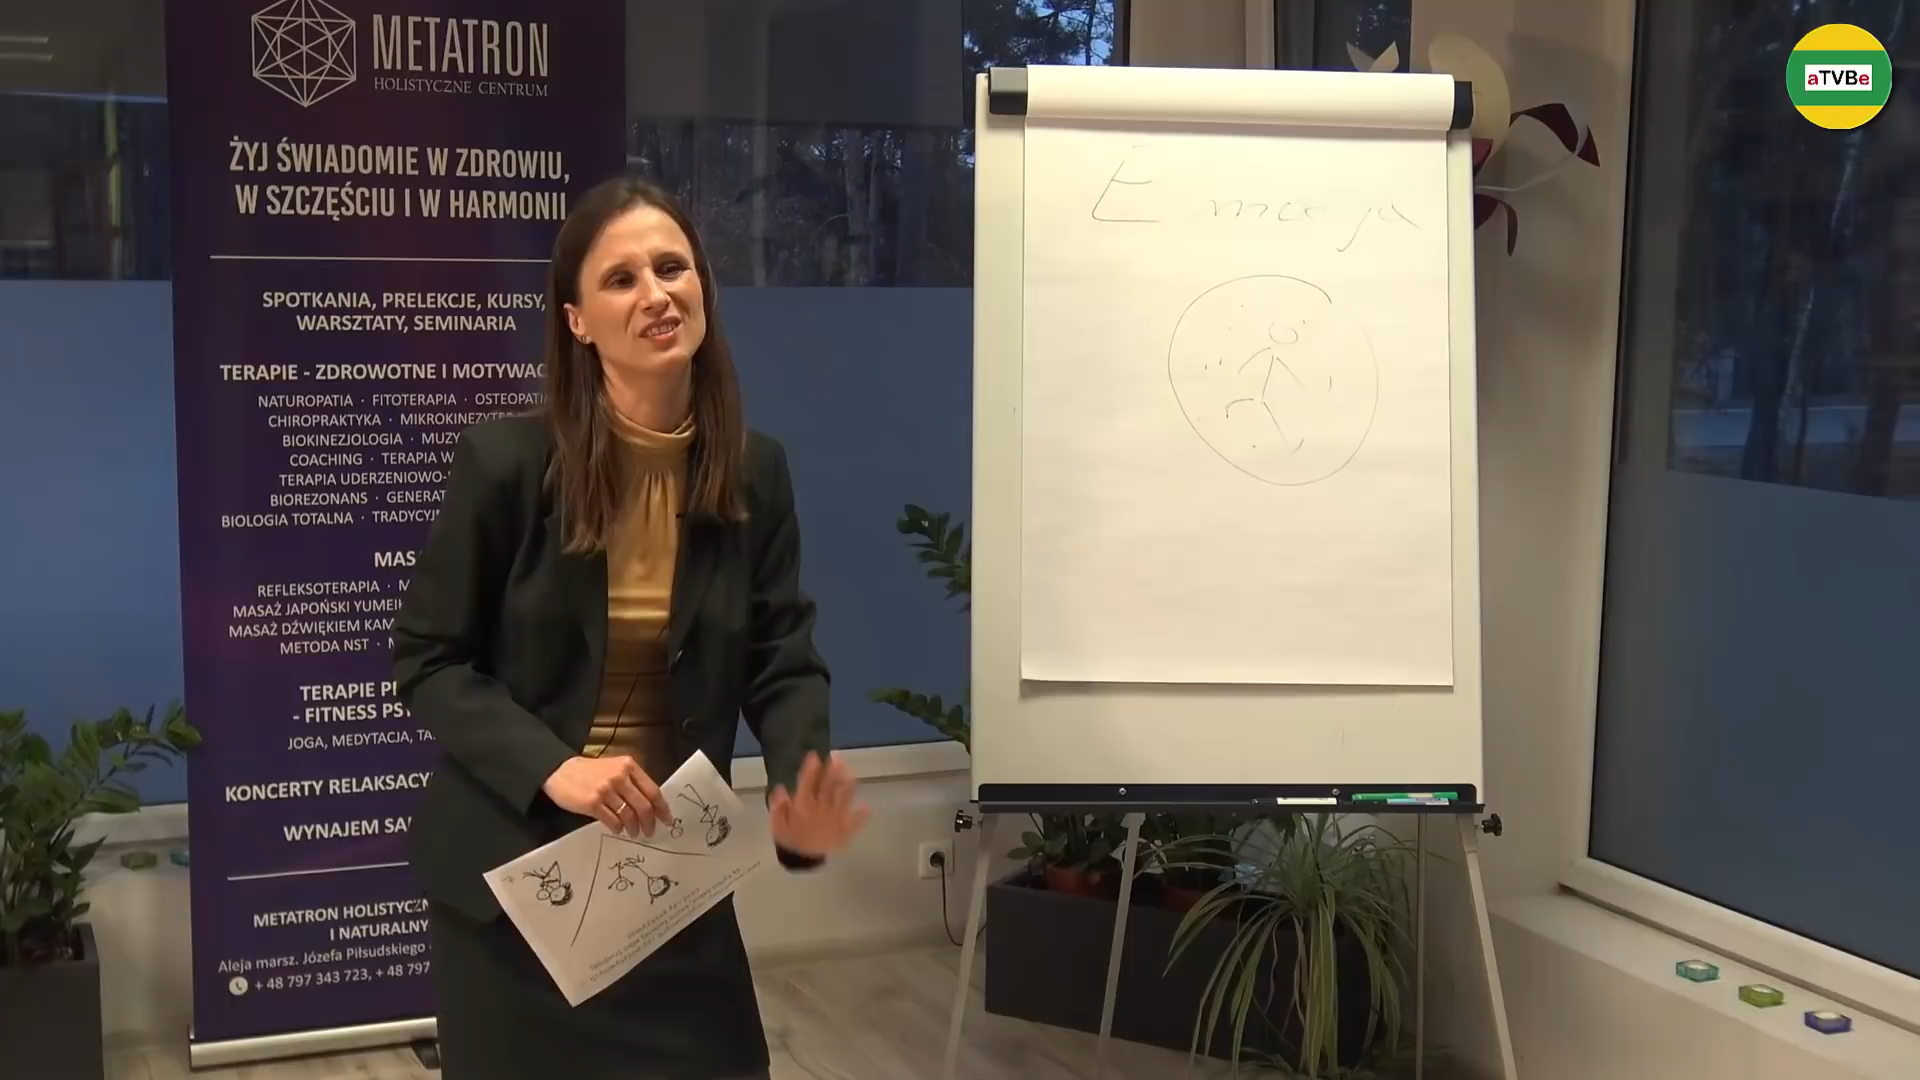 METATRON
HOLISTYCZNE CENTRUM
ŻYJ ŚWIADOMIE W ZDROWIU,
W SZCZĘŚCIU I W HARMONII
SPOTKANIA, PRELEKCJE, KURSY,
WARSZTATY, SEMINARIA
TERAPIE - ZDROWOTNE I MOTYWAC
NATUROPATIA · FITOTERAPIA · OSTEOPATIA
CHIROPRAKTYKA · MIKROKINEZYTE
BIOKINEZJOLOGIA · MUZY
COACHING · TERAPIA W
TERAPIA UDERZENIOWO-
BIOREZONANS · GENERAT
BIOLOGIA TOTALNA · TRADYCYJ
MAS
REFLEKSOTERAPIA · M
MASAŻ JAPOŃSKI YUMEIH
MASAŻ DŹWIĘKIEM KAM
METODA NST ·
TERAPIE PS
- FITNESS PSY
JOGA, MEDYTACJA, TA
KONCERTY RELAKSACY
WYNAJEM SA
METATRON HOLISTYCZN
I NATURALNY
Aleja marsz. Józefa Piłsudskiego
+ 48 797 343 723, + 48 797
Emocja
aTVBe